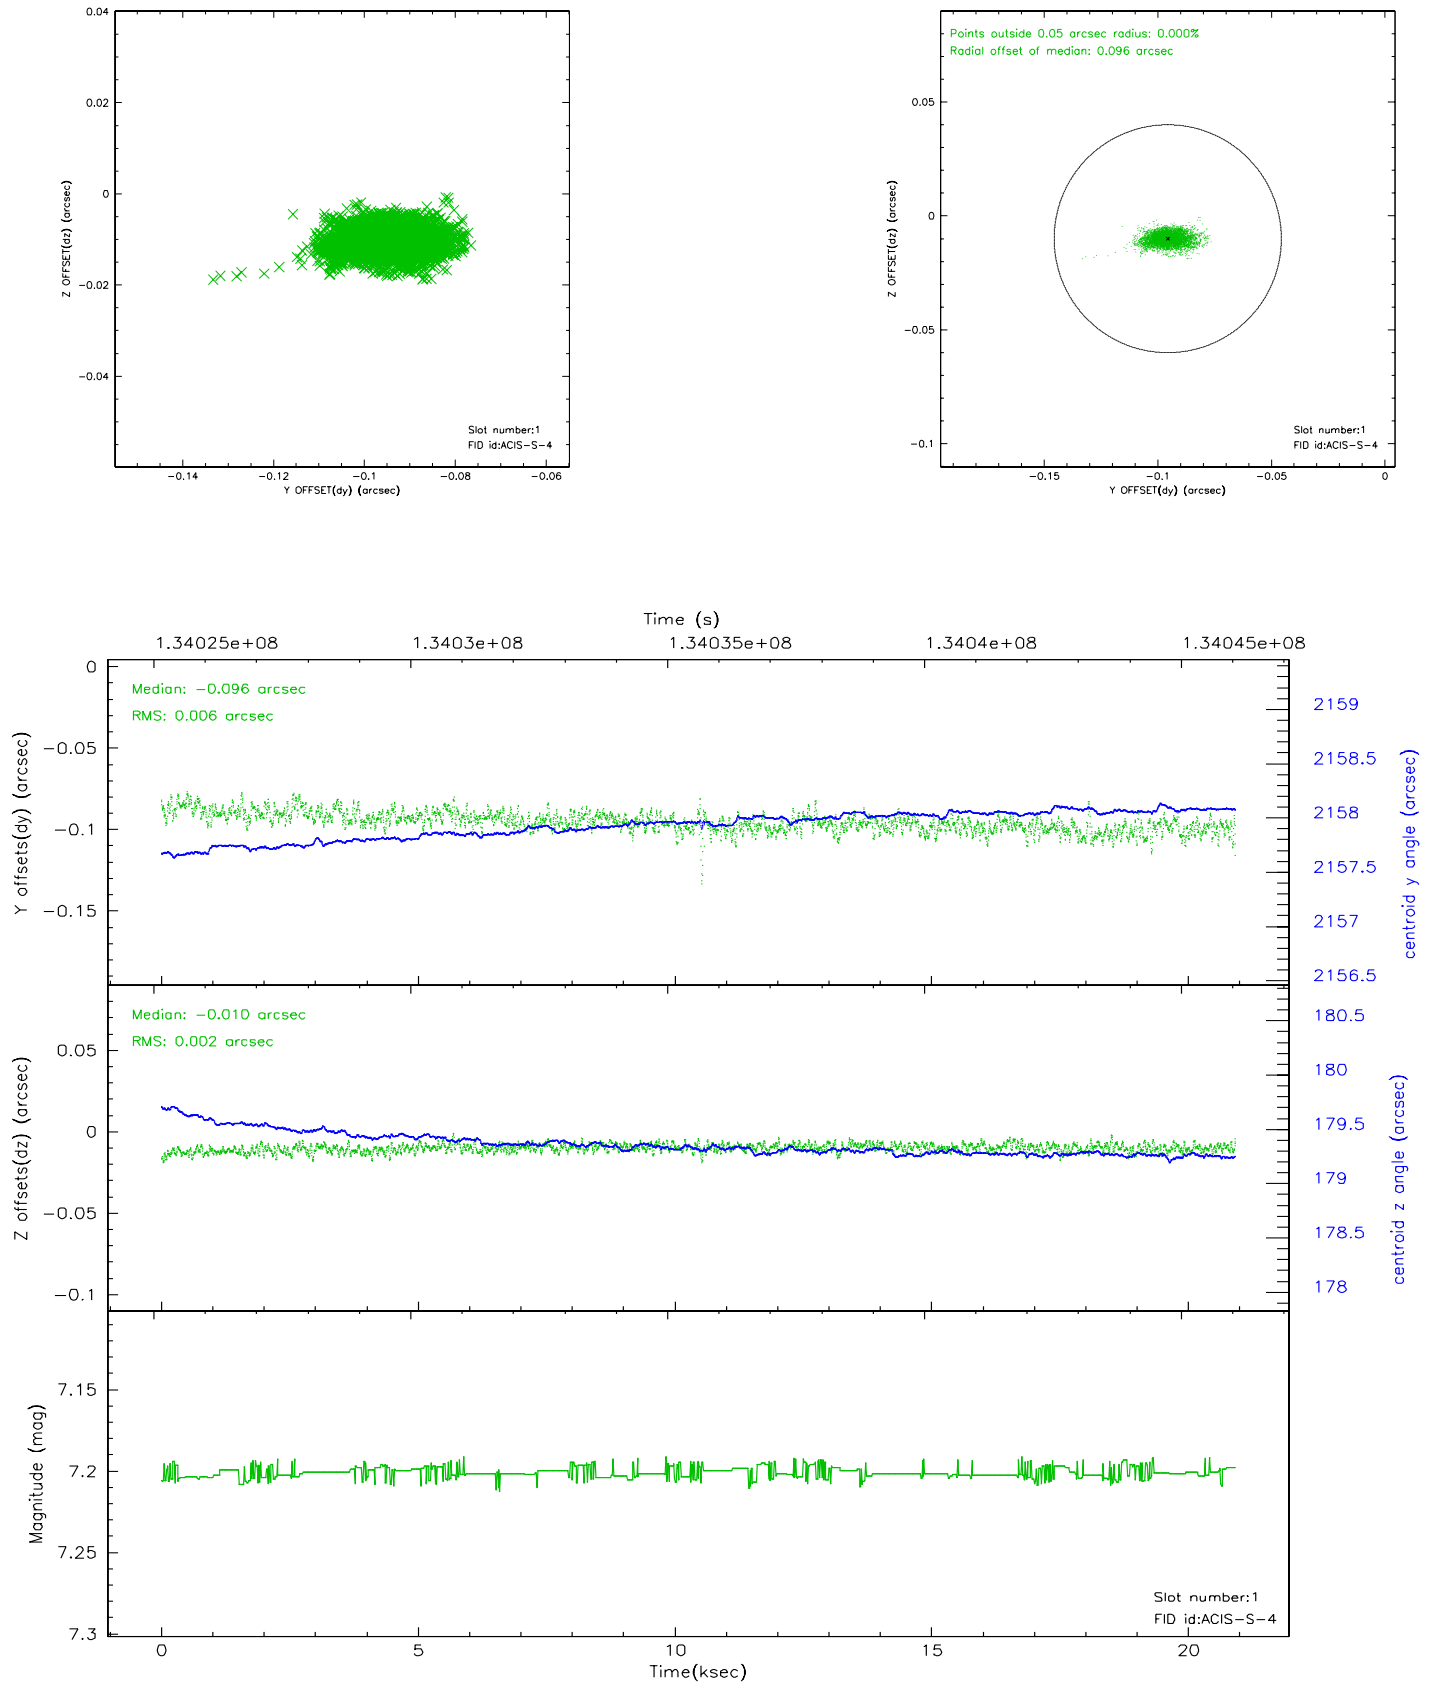 0.04
0.02
0
−0.02
−0.04
Z OFFSET(dz) (arcsec)
Slot number:1
FID id:ACIS−S−4
−0.14
−0.12
−0.1
−0.08
−0.06
Y OFFSET(dy) (arcsec)
Points outside 0.05 arcsec radius: 0.000%
Radial offset of median: 0.096 arcsec
0.05
0
−0.05
−0.1
Z OFFSET(dz) (arcsec)
Slot number:1
FID id:ACIS−S−4
−0.15
−0.1
−0.05
0
Y OFFSET(dy) (arcsec)
Time (s)
1.34025e+08
1.3403e+08
1.34035e+08
1.3404e+08
1.34045e+08
Median: −0.096 arcsec
RMS: 0.006 arcsec
0
−0.05
−0.1
−0.15
Y offsets(dy) (arcsec)
2159
2158.5
2158
2157.5
2157
2156.5
centroid y angle (arcsec)
Median: −0.010 arcsec
RMS: 0.002 arcsec
0.05
0
−0.05
−0.1
Z offsets(dz) (arcsec)
180.5
180
179.5
179
178.5
178
centroid z angle (arcsec)
7.15
7.2
7.25
7.3
Magnitude (mag)
Slot number:1
FID id:ACIS−S−4
0
5
10
15
20
Time(ksec)